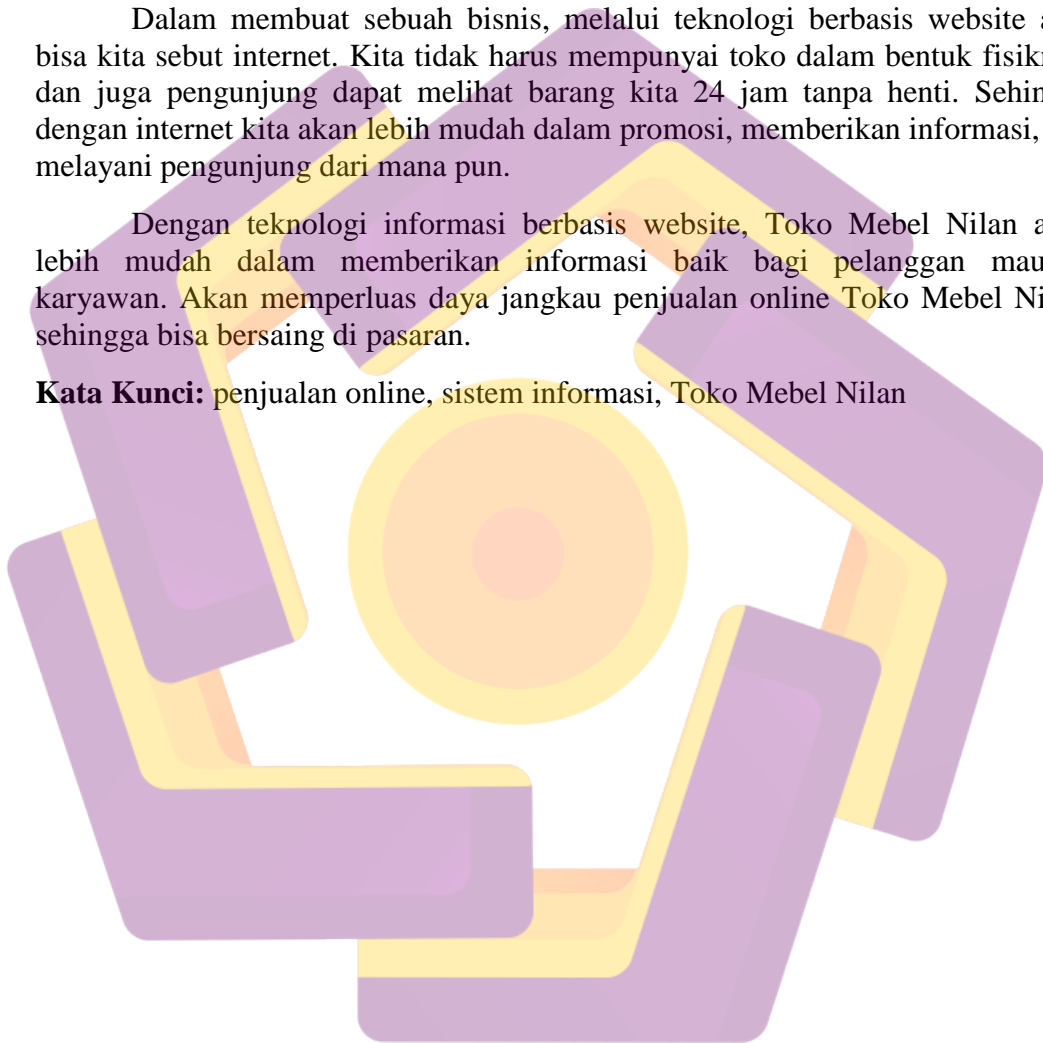 Dalam membuat sebuah bisnis, melalui teknologi berbasis website a
bisa kita sebut internet. Kita tidak harus mempunyai toko dalam bentuk fisik
dan juga pengunjung dapat melihat barang kita 24 jam tanpa henti. Sehin
dengan internet kita akan lebih mudah dalam promosi, memberikan informasi,
melayani pengunjung dari mana pun.
Dengan teknologi informasi berbasis website, Toko Mebel Nilan a
lebih mudah dalam memberikan informasi baik bagi pelanggan mau
karyawan. Akan memperluas daya jangkau penjualan online Toko Mebel Ni
sehingga bisa bersaing di pasaran.
Kata Kunci: penjualan online, sistem informasi, Toko Mebel Nilan